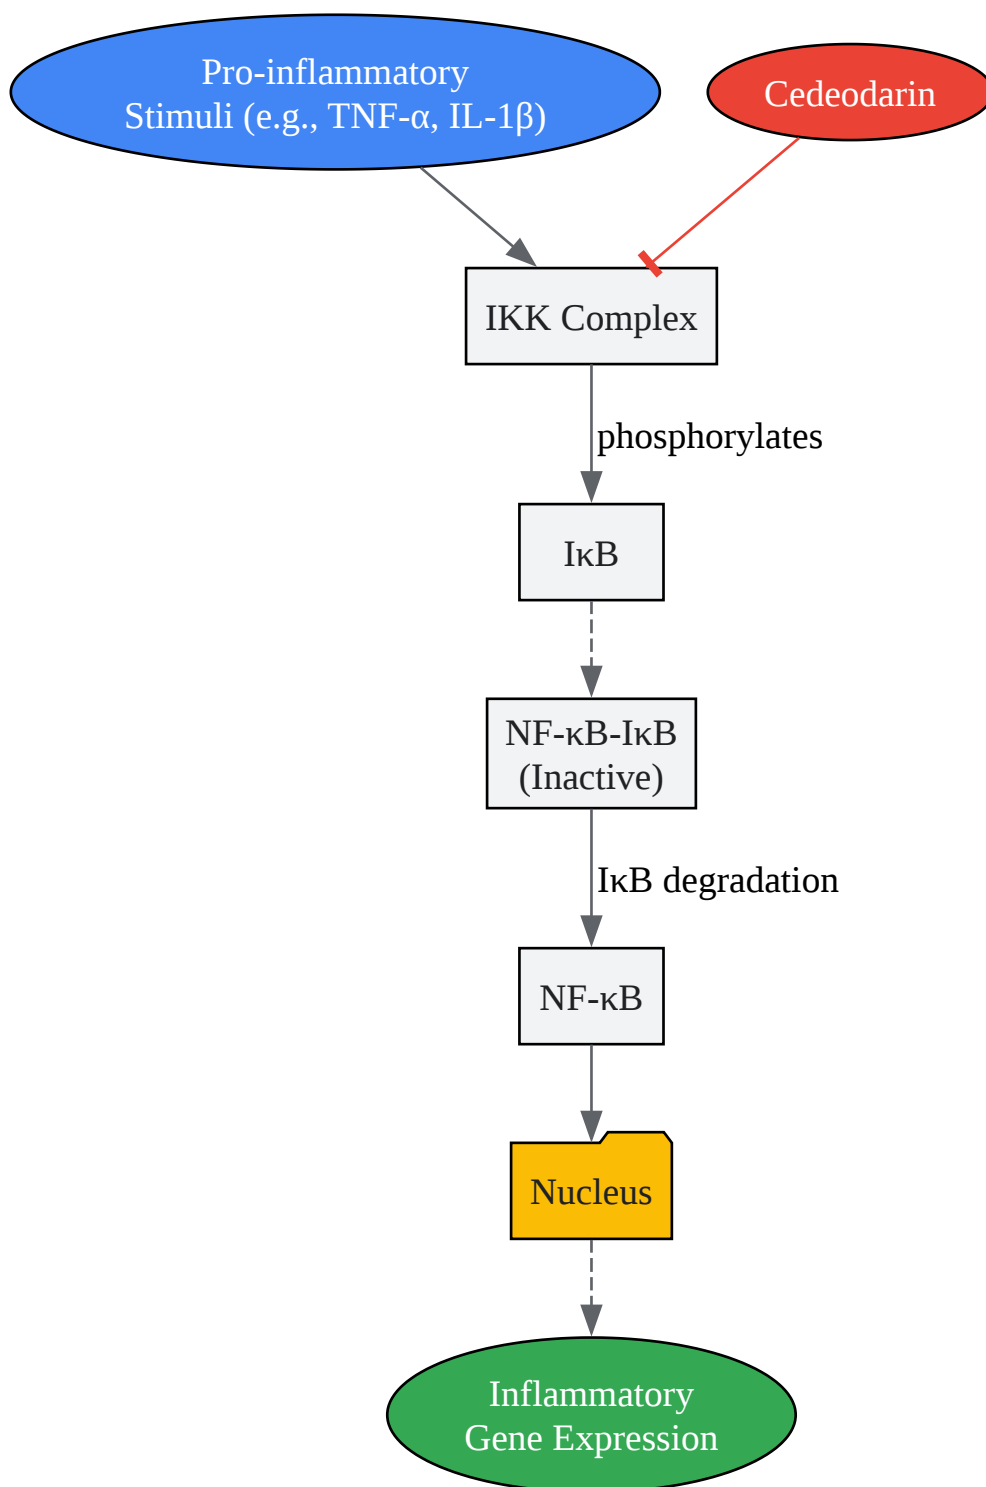 Pro-inflammatory
Stimuli (e.g., TNF-α, IL-1β)
Cedeodarin
IKK Complex
phosphorylates
IκB
NF-κB-IκB
(Inactive)
IκB degradation
NF-κB
Nucleus
Inflammatory
Gene Expression